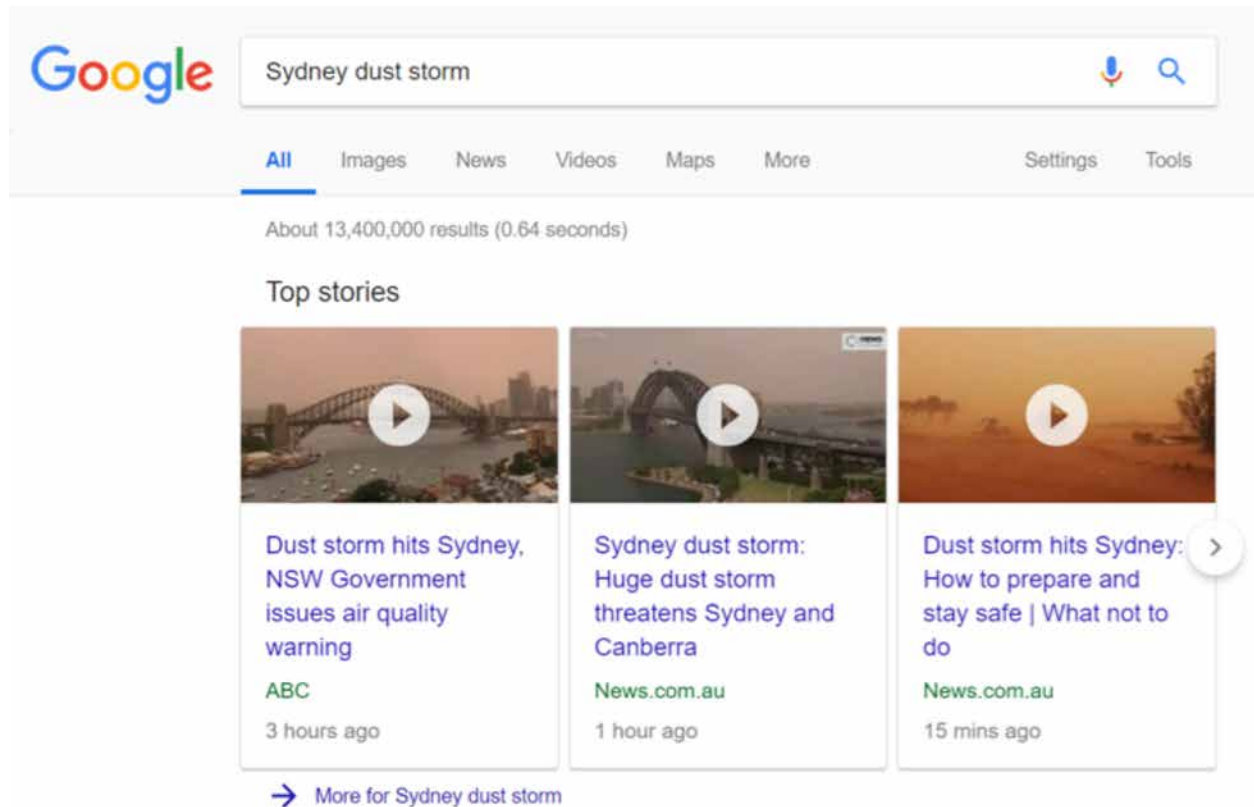 Google
Sydney dust storm
All Images News Videos Maps More Settings Tools
About 13,400,000 results (0.64 seconds)
Top stories
news
Dust storm hits Sydney,
NSW Government
issues air quality
warning
ABC
3 hours ago
Sydney dust storm:
Huge dust storm
threatens Sydney and
Canberra
News.com.au
1 hour ago
Dust storm hits Sydney:
How to prepare and
stay safe | What not to
do
News.com.au
15 mins ago
More for Sydney dust storm